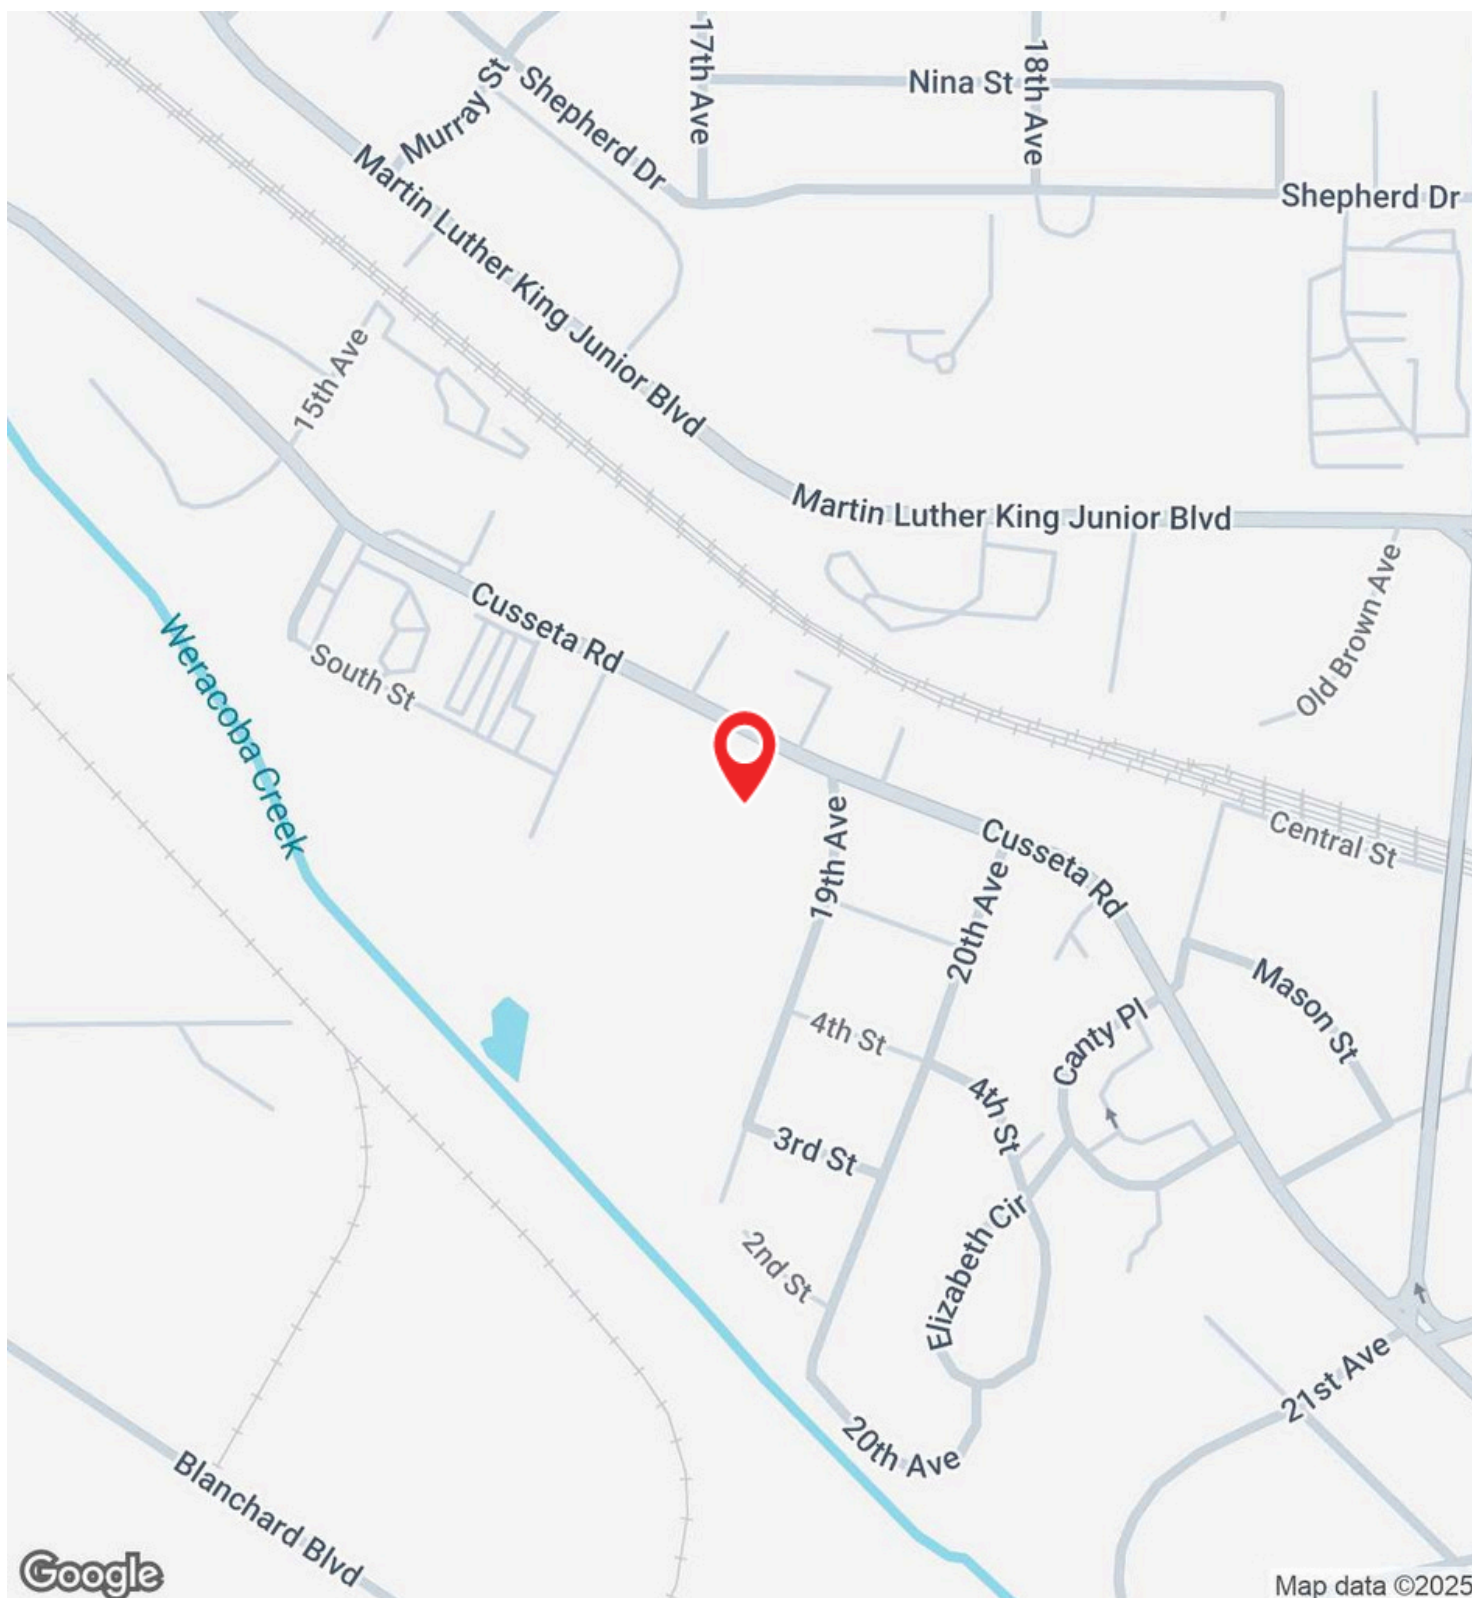 17th Ave
18th Ave
Nina St
Murray St
Shepherd Dr
Shepherd Dr
Martin Luther King Junior Blvd
15th Ave
Martin Luther King Junior Blvd
Old Brown Ave
Cusseta Rd
South St
Weracoba Creek
Central St
19th Ave
Cusseta Rd
20th Ave
Mason St
4th St
Canty Pl
4th St
3rd St
2nd St
Elizabeth Cir
21st Ave
20th Ave
Blanchard Blvd
Google
Map data ©2025